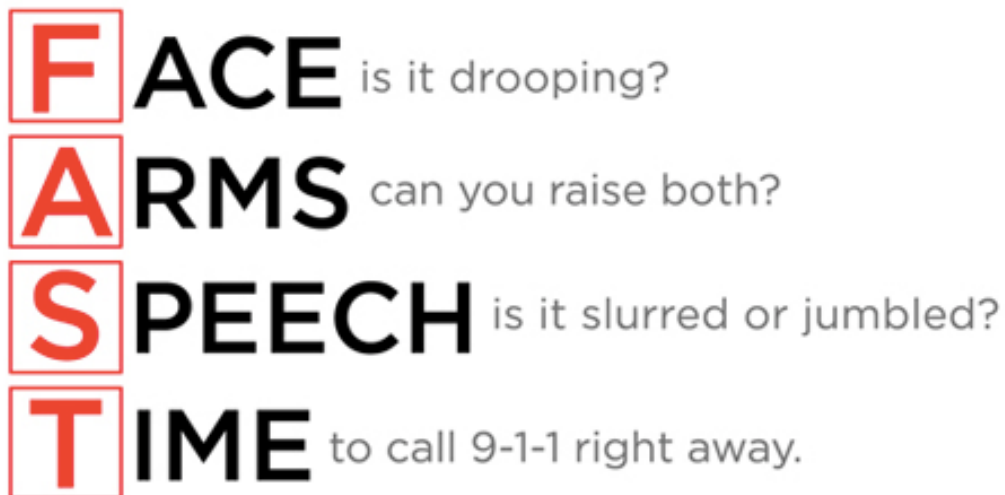 FACE is it drooping?
ARMS can you raise both?
SPEECH is it slurred or jumbled?
TIME to call 9-1-1 right away.